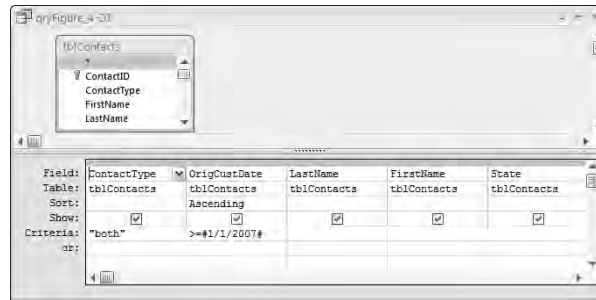 qryFigure_4-20
tblContacts
*
ContactID
ContactType
FirstName
LastName
Field: ContactType OrigCustDate LastName FirstName State
Table: tblContacts tblContacts tblContacts tblContacts tblContacts
Sort: Ascending
Show:
Criteria: "both" >=#1/1/2007#
or: